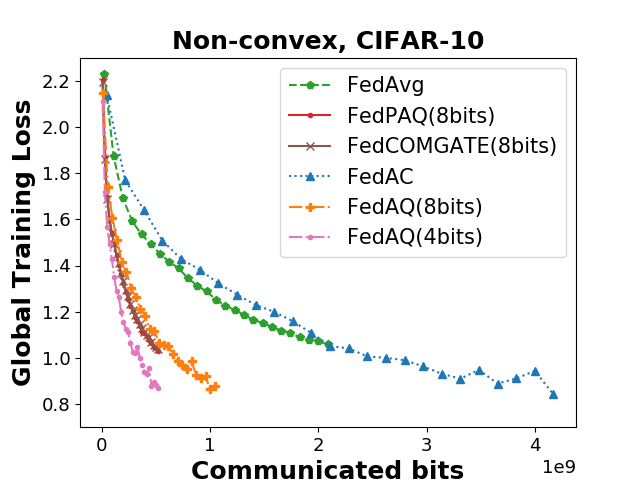 Non-convex, CIFAR-10
Global Training Loss
2.2
2.0
1.8
1.6
1.4
1.2
1.0
0.8
FedAvg
FedPAQ(8bits)
FedCOMGATE(8bits)
FedAC
FedAQ(8bits)
FedAQ(4bits)
0 1 2 3 4
1e9
Communicated bits